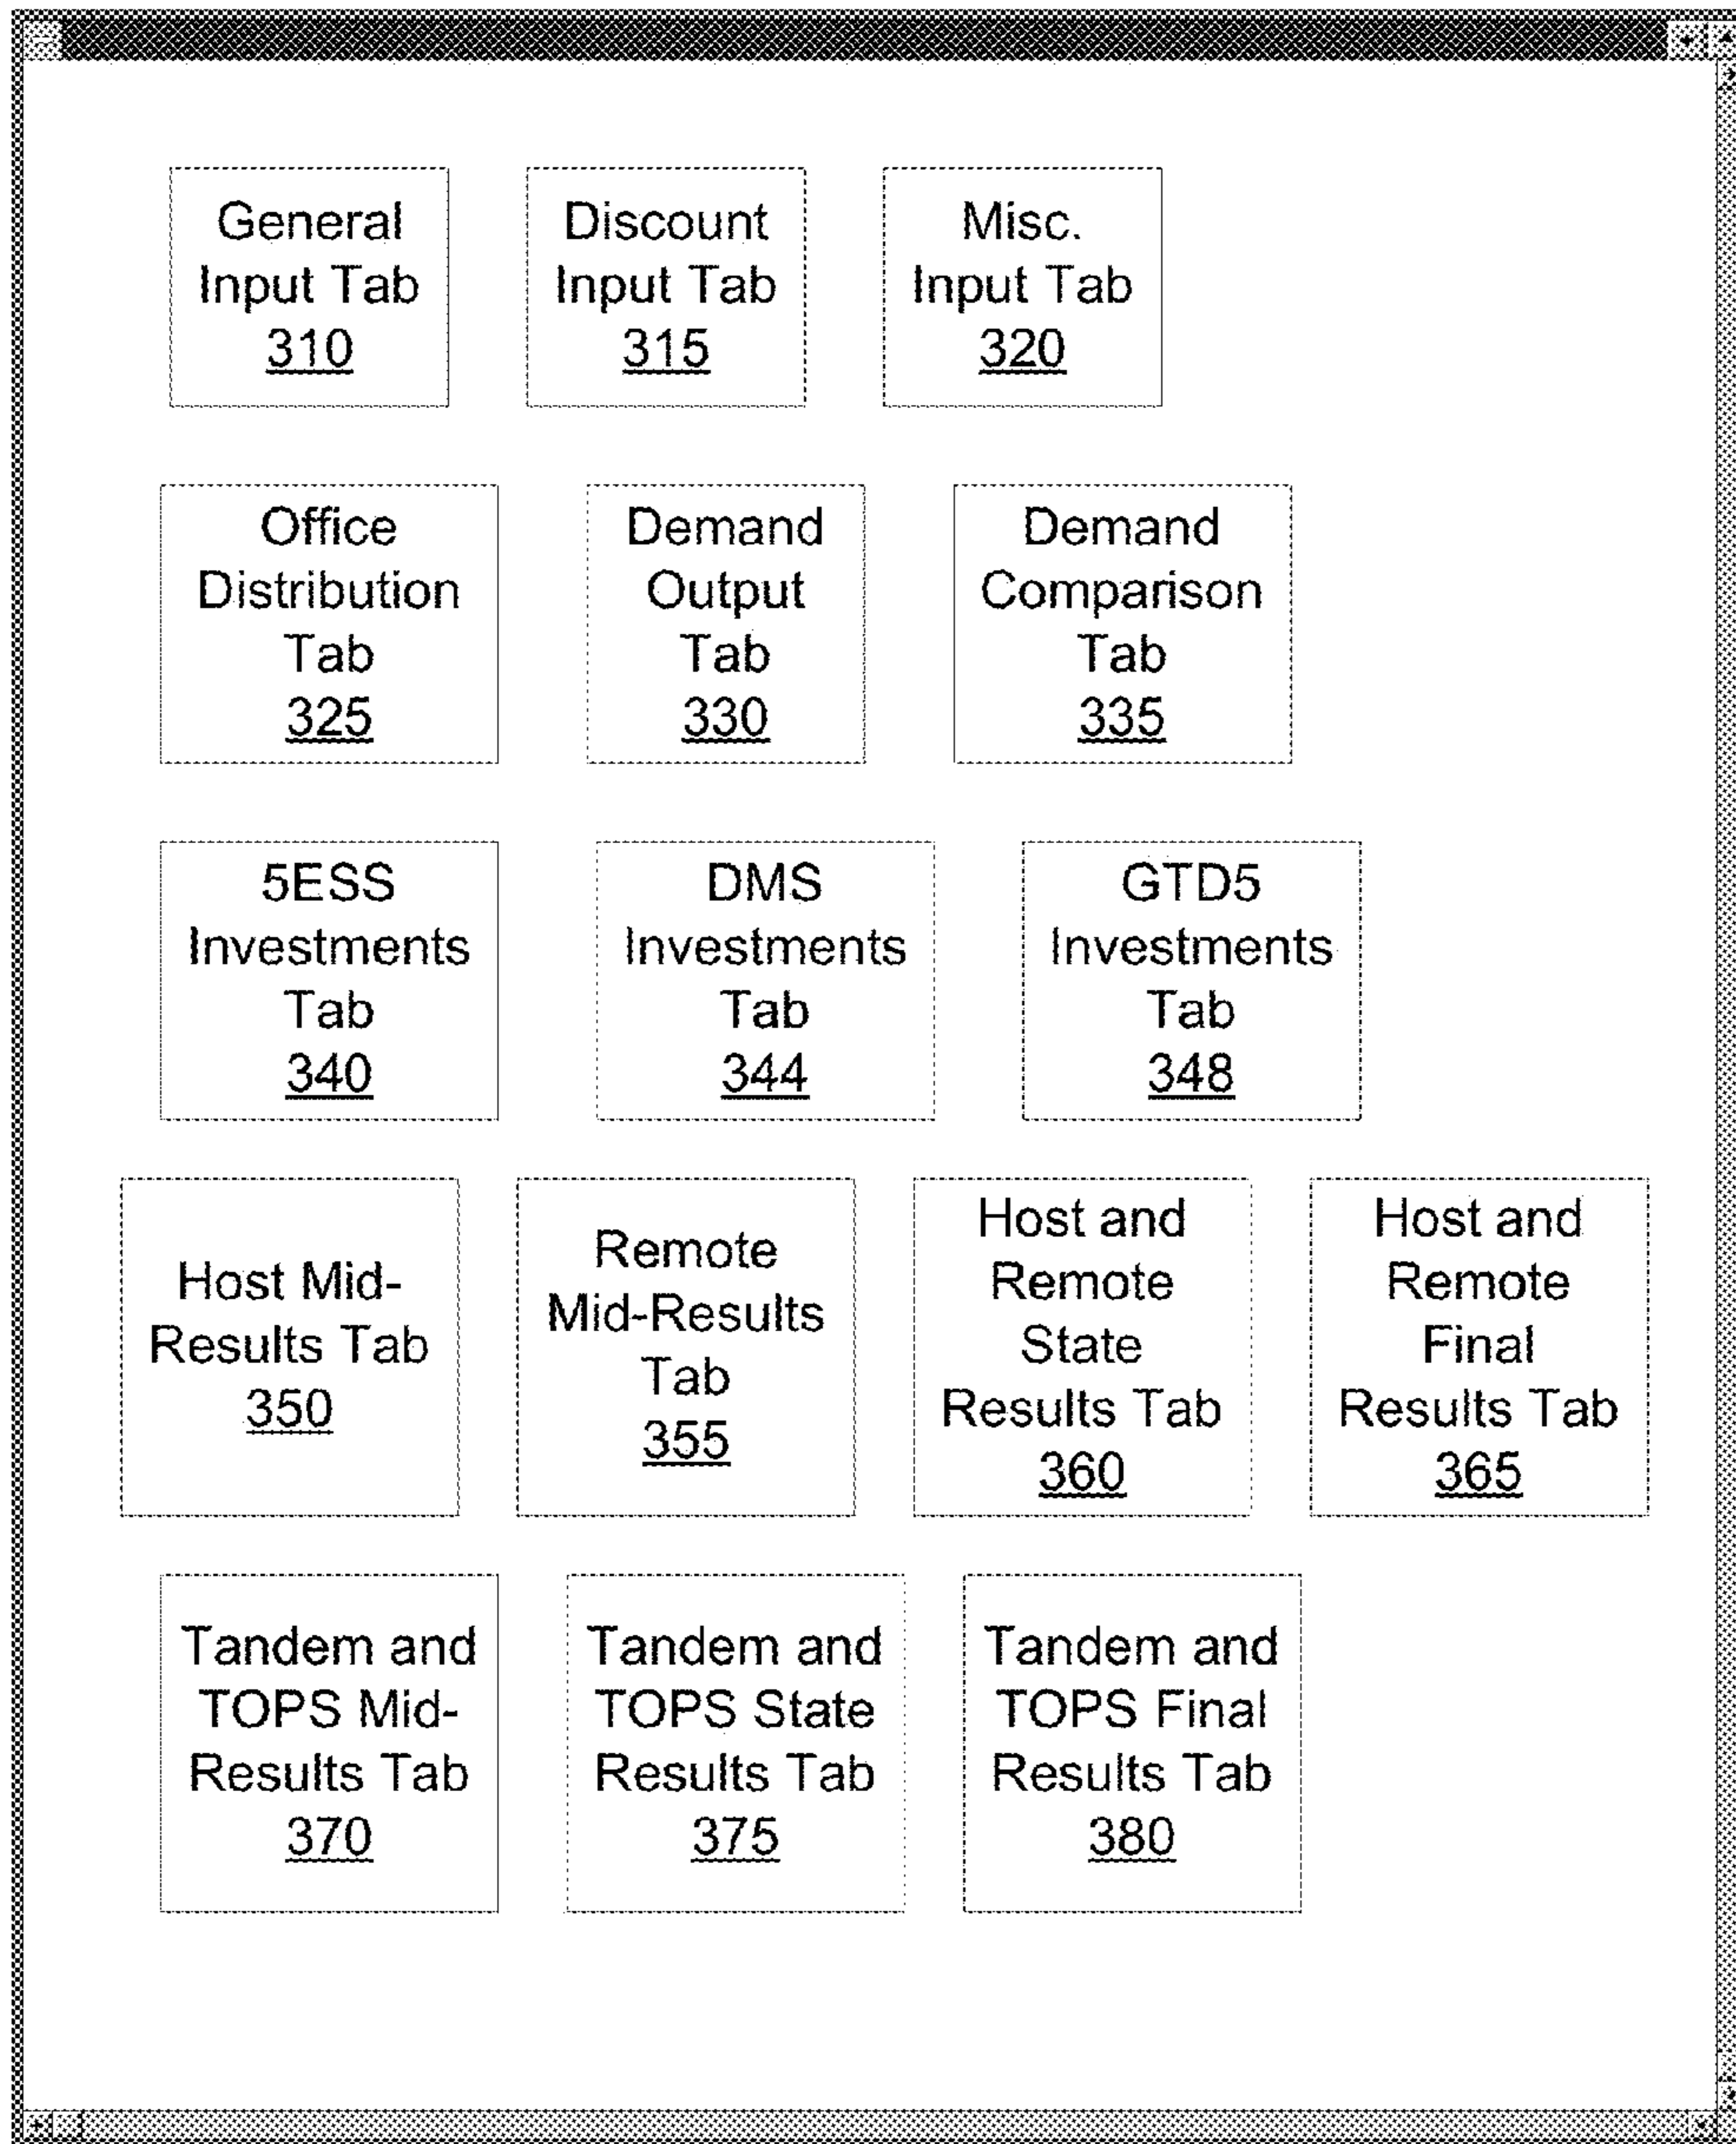 General
Input Tab
310
Discount
Input Tab
315
Misc.
Input Tab
320
Office
Distribution
Tab
325
Demand
Output
Tab
330
Demand
Comparison
Tab
335
5ESS
Investments
Tab
340
DMS
Investments
Tab
344
GTD5
Investments
Tab
348
Host Mid-
Results Tab
350
Remote
Mid-Results
Tab
355
Host and
Remote
State
Results Tab
360
Host and
Remote
Final
Results Tab
365
Tandem and
TOPS Mid-
Results Tab
370
Tandem and
TOPS State
Results Tab
375
Tandem and
TOPS Final
Results Tab
380